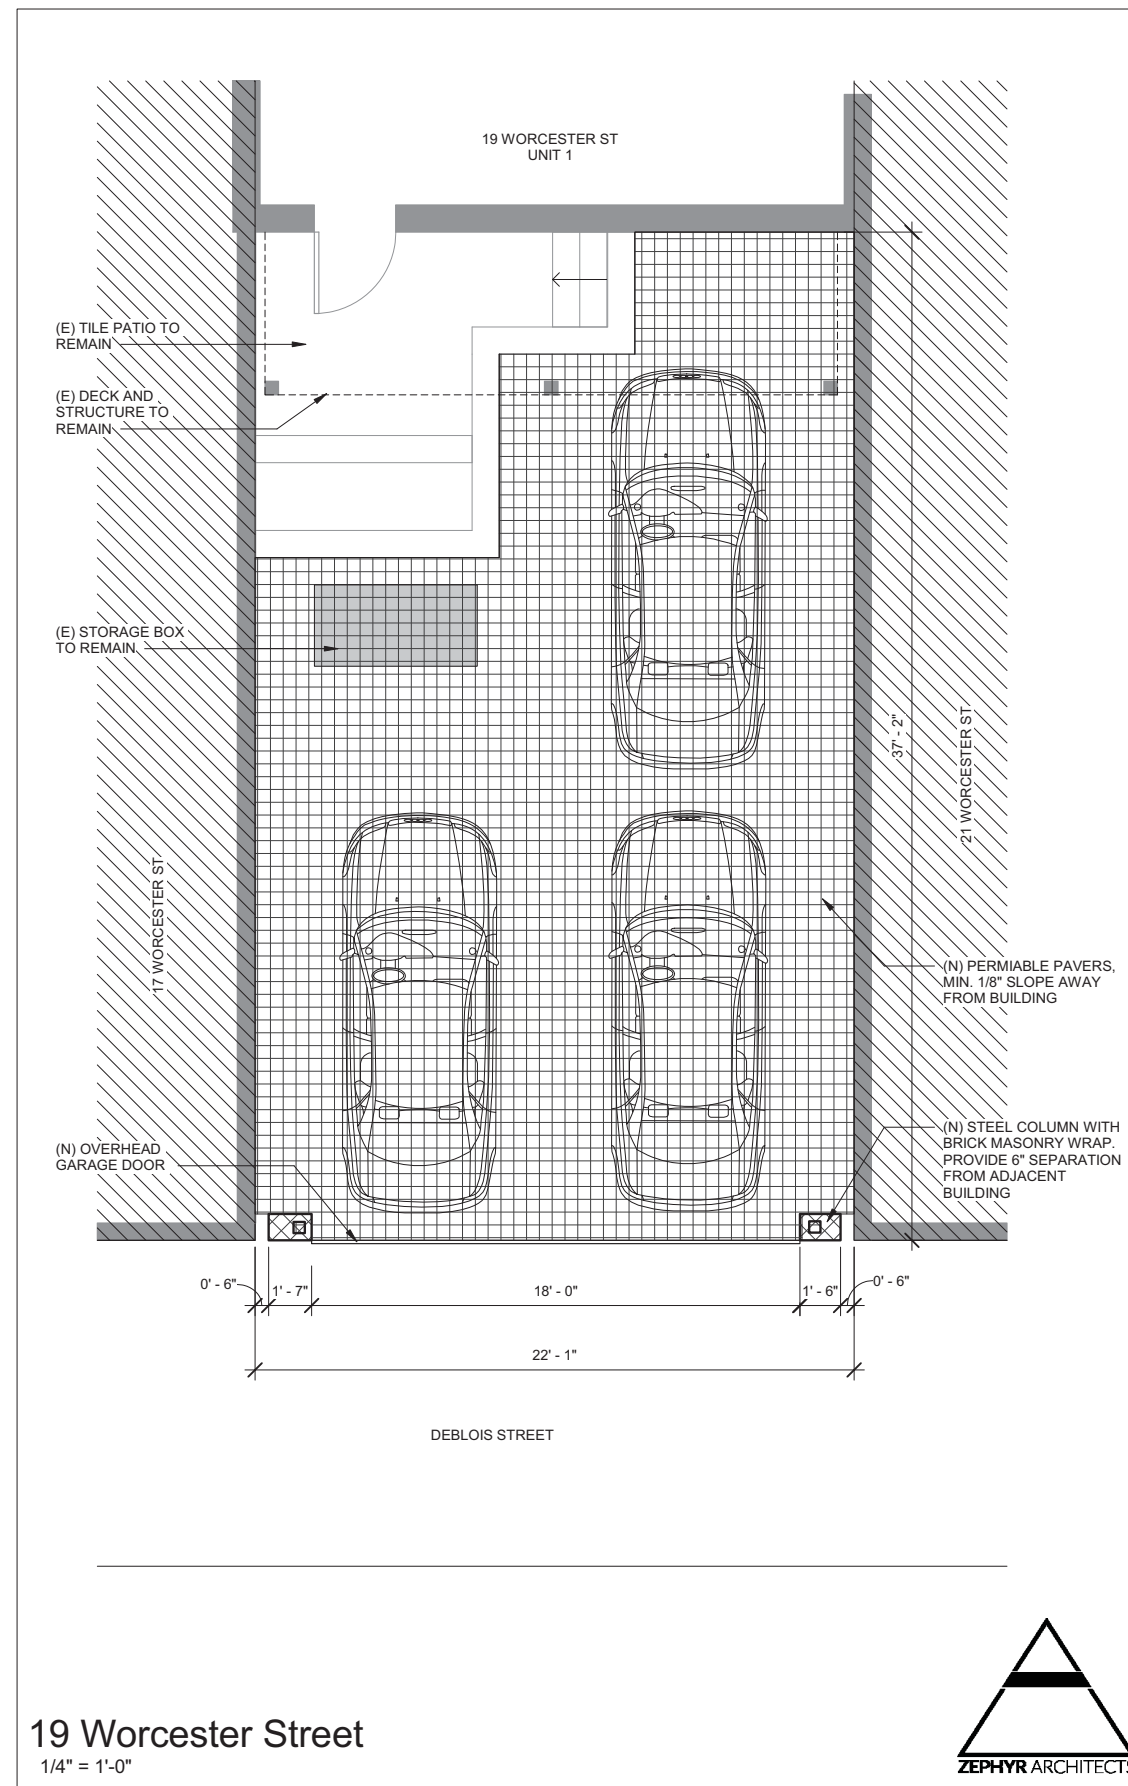 19 WORCESTER ST
UNIT 1
(E) TILE PATIO TO
REMAIN
(E) DECK AND
STRUCTURE TO
REMAIN
(E) STORAGE BOX
TO REMAIN
37' - 2"
21 WORCESTER ST
17 WORCESTER ST
(N) PERMIABLE PAVERS,
MIN. 1/8" SLOPE AWAY
FROM BUILDING
(N) OVERHEAD
GARAGE DOOR
(N) STEEL COLUMN WITH
BRICK MASONRY WRAP.
PROVIDE 6" SEPARATION
FROM ADJACENT
BUILDING
0' - 6"
1' - 7"
18' - 0"
1' - 6"
0' - 6"
22' - 1"
DEBLOIS STREET
19 Worcester Street
1/4" = 1'-0"
ZEPHYR ARCHITECTS